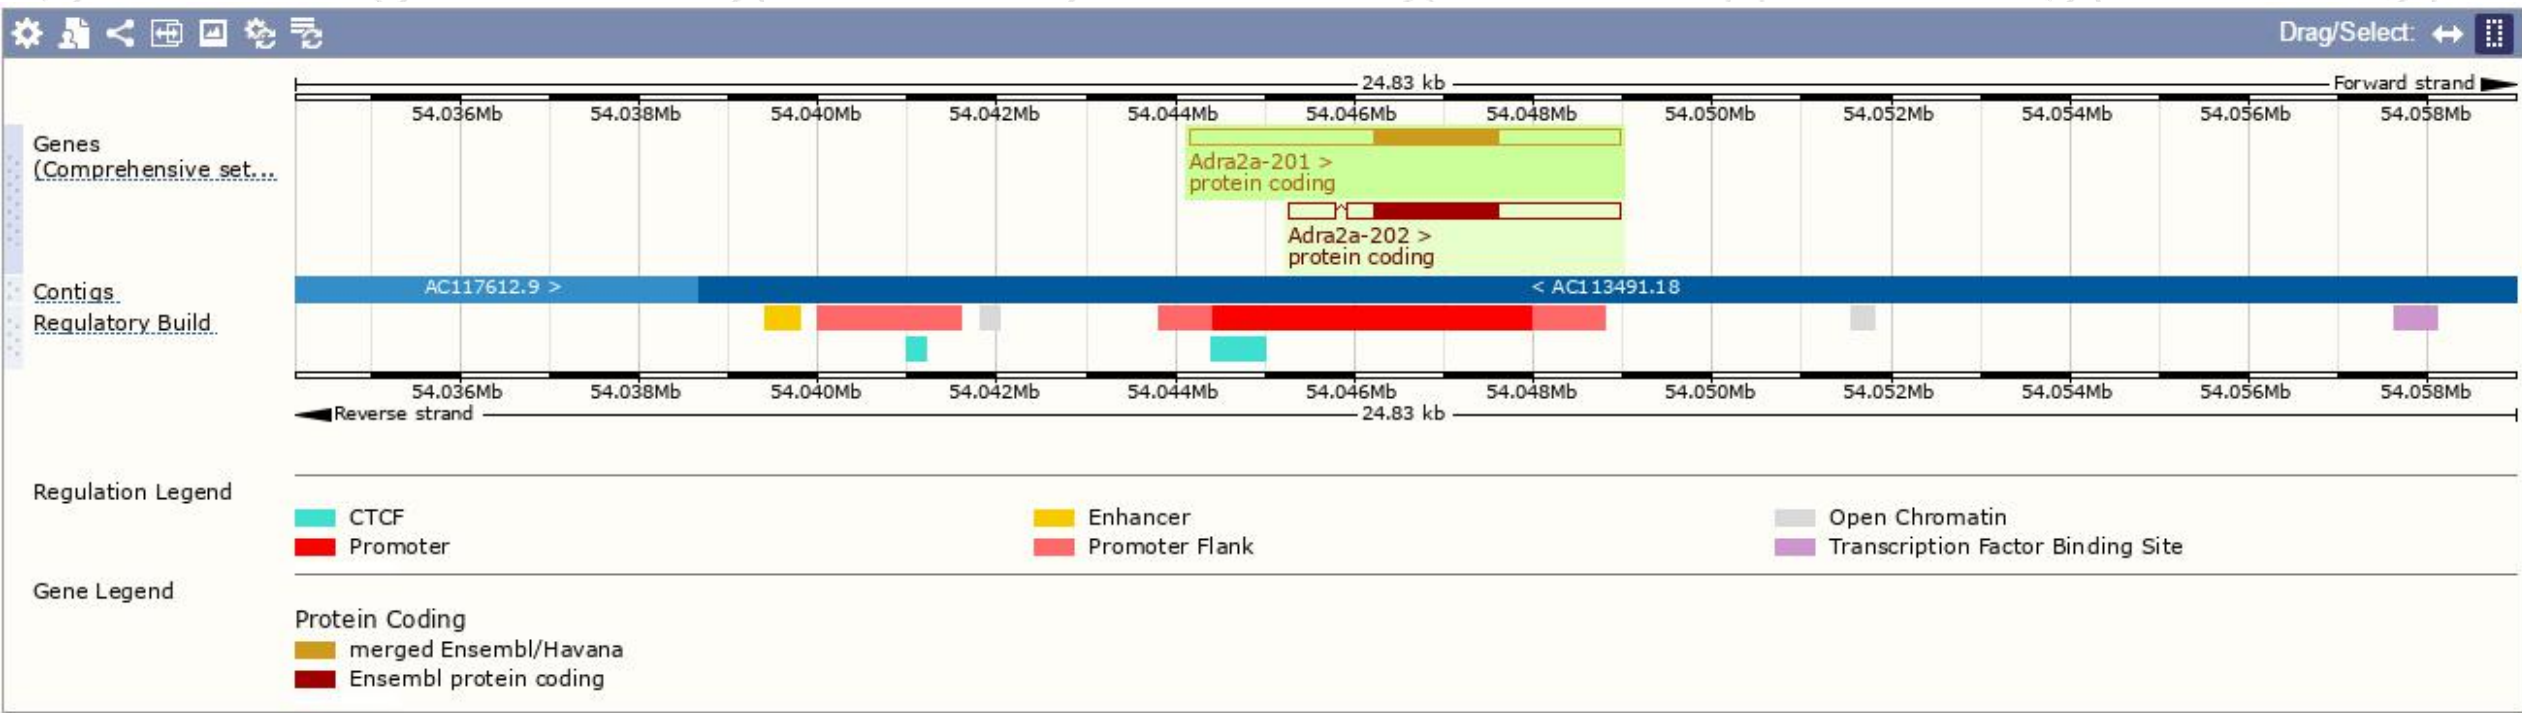 Drag/Select:
24.83 kb
Forward strand
54.036Mb 54.038Mb 54.040Mb 54.042Mb 54.044Mb 54.046Mb 54.048Mb 54.050Mb 54.052Mb 54.054Mb 54.056Mb 54.058Mb
Genes
(Comprehensive set...
Adra2a-201 >
protein coding
Adra2a-202 >
protein coding
Contigs
AC117612.9 >
< AC113491.18
Regulatory Build
54.036Mb 54.038Mb 54.040Mb 54.042Mb 54.044Mb 54.046Mb 54.048Mb 54.050Mb 54.052Mb 54.054Mb 54.056Mb 54.058Mb
Reverse strand
24.83 kb
Regulation Legend
CTCF
Enhancer
Open Chromatin
Promoter
Promoter Flank
Transcription Factor Binding Site
Gene Legend
Protein Coding
merged Ensembl/Havana
Ensembl protein coding